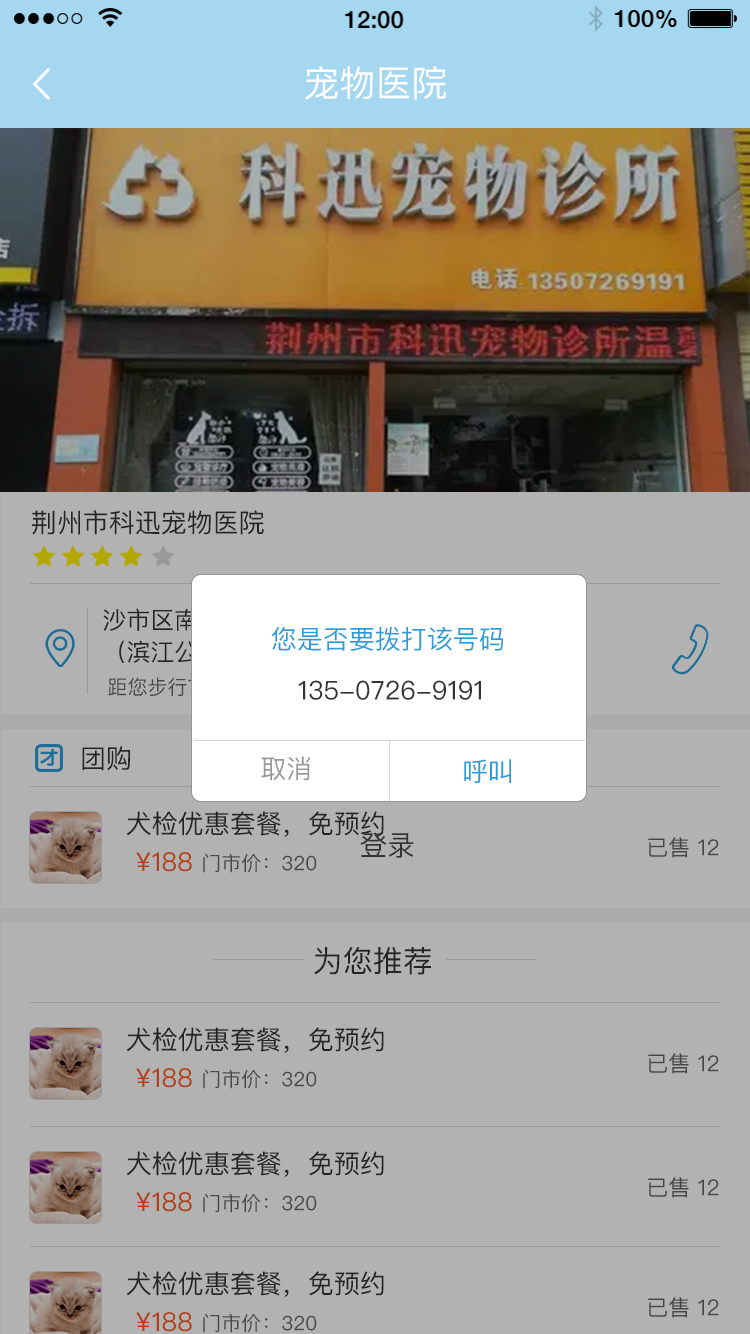 12:00
100%
宠物医院
科迅宠物诊所
电话:13507269191
荆州市科迅宠物诊所温
荆州市科迅宠物医院
沙市区南
（滨江公
距您步行
您是否要拨打该号码
135-0726-9191
取消
呼叫
团 团购
犬检优惠套餐，免预约
¥188 门市价：320
已售 12
登录
为您推荐
犬检优惠套餐，免预约
¥188 门市价：320
已售 12
犬检优惠套餐，免预约
¥188 门市价：320
已售 12
犬检优惠套餐，免预约
¥188 门市价：320
已售 12